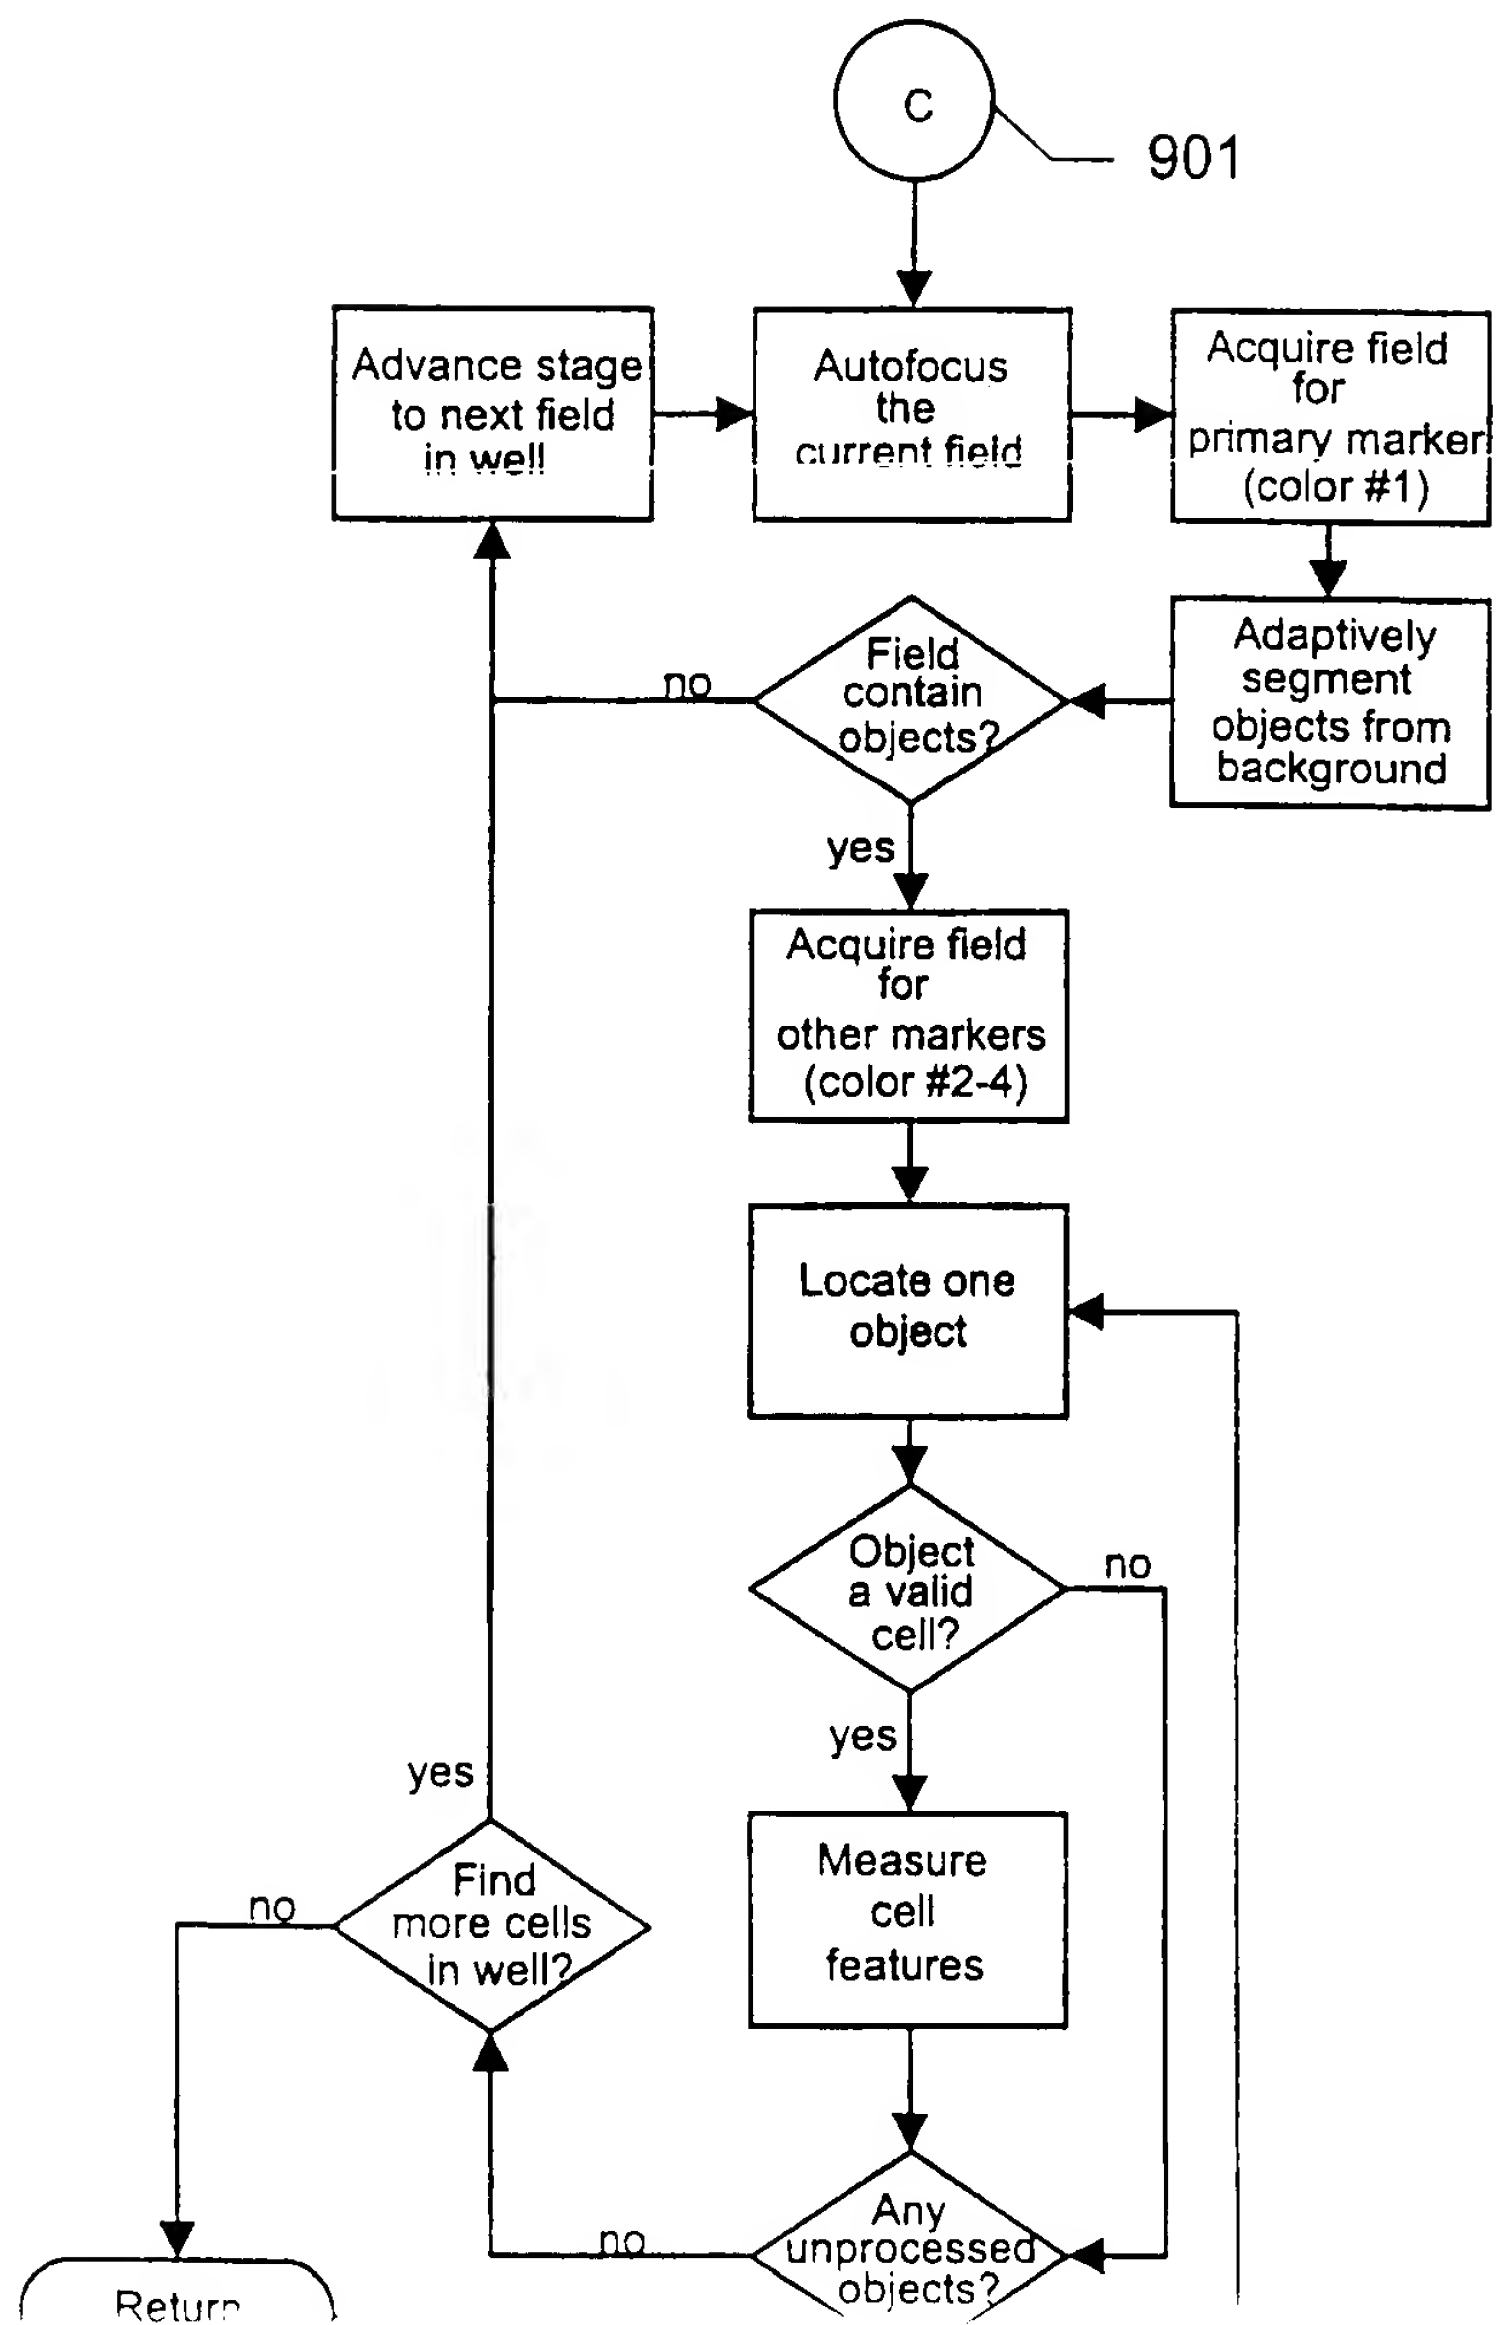 C
901
Advance stage
to next field
in well
Autofocus
the
current field
Acquire field
for
primary marker
(color #1)
Adaptively
segment
objects from
background
Field
contain
objects?
no
yes
Acquire field
for
other markers
(color #2-4)
Locate one
object
Object
a valid
cell?
no
yes
Measure
cell
features
yes
Find
more cells
in well?
no
Any
unprocessed
objects?
no
Return